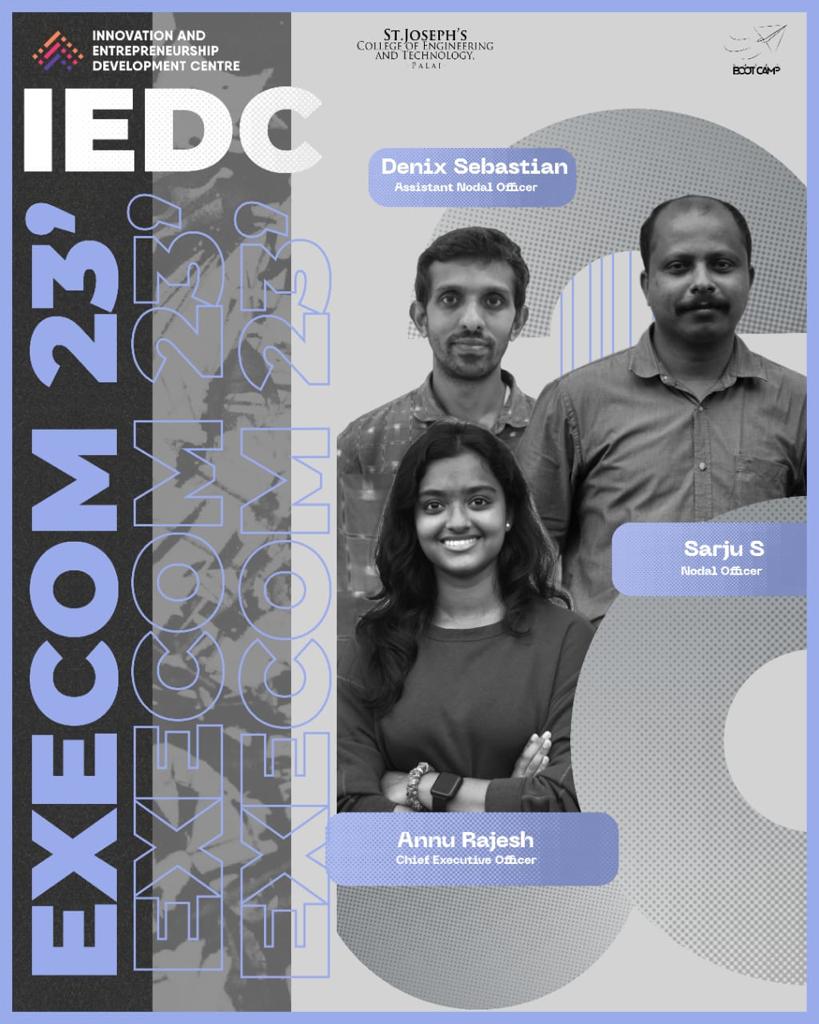 INNOVATION AND
ENTREPRENEURSHIP
DEVELOPMENT CENTRE
ST.JOSEPH'S
COLLEGE OF ENGINEERING
AND TECHNOLOGY,
PALAI
BOOT CAMP
IEDC
EXECOM 23'
EXECOM 23'
EXECOM 23'
Denix Sebastian
Assistant Nodal Officer
Sarju S
Nodal Officer
Annu Rajesh
Chief Executive Officer